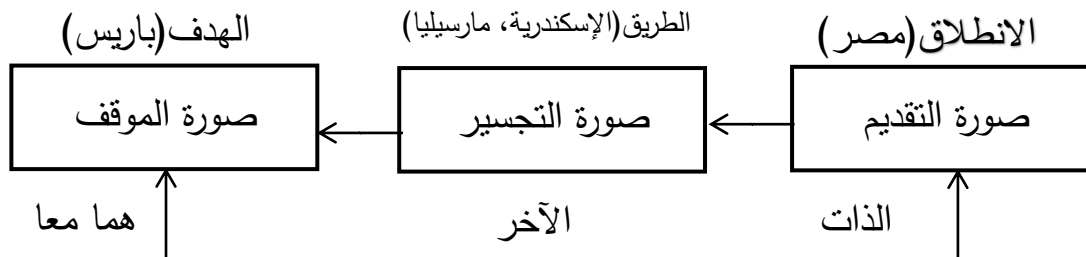 الانطلاق(مصر)
الطريق(الإسكندرية، مارسيليا)
الهدف(باريس)
صورة التقديم
صورة التجسير
صورة الموقف
الذات
الآخر
هما معا